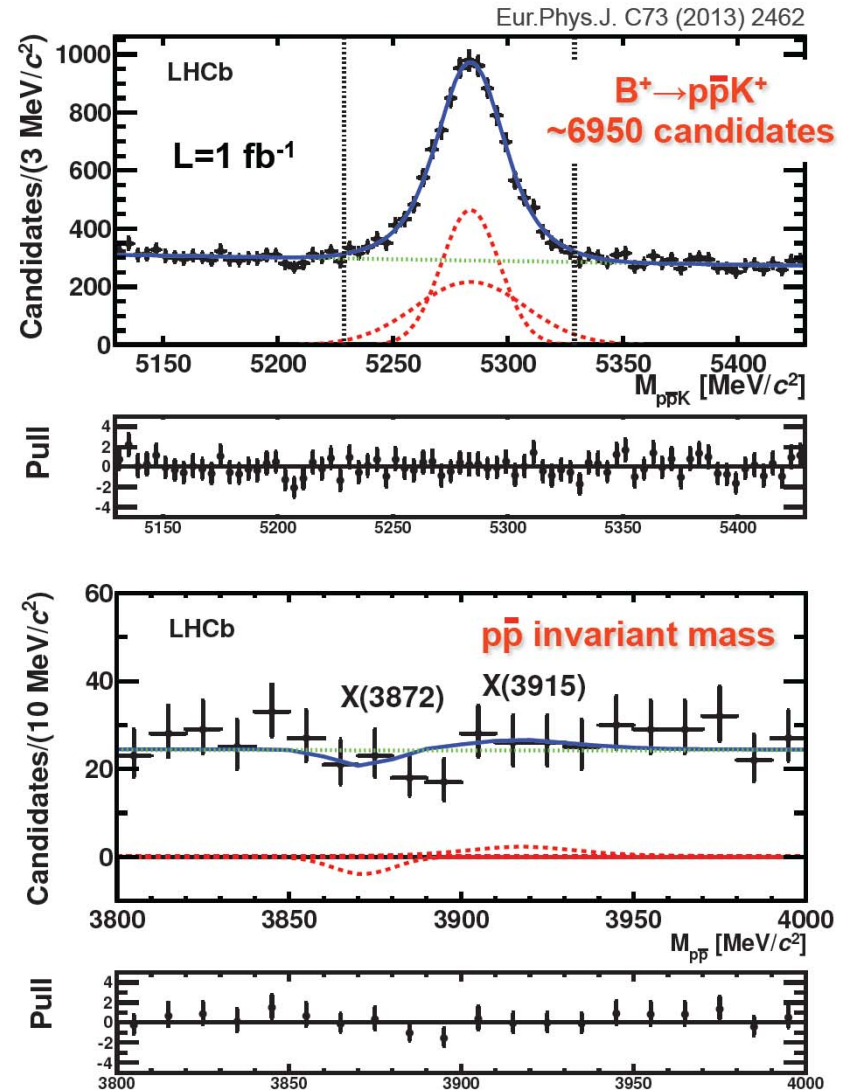 Eur.Phys.J. C73 (2013) 2462
Candidates/(3 MeV/c²)
1000
800
600
400
200
0
LHCb
L=1 fb⁻¹
B⁺→pp̅K⁺
~6950 candidates
5150 5200 5250 5300 5350 5400
M_pp̅K [MeV/c²]
Pull
4
2
0
-2
-4
5150 5200 5250 5300 5350 5400
Candidates/(10 MeV/c²)
60
40
20
0
LHCb
pp̅ invariant mass
X(3872) X(3915)
3800 3850 3900 3950 4000
M_pp̅ [MeV/c²]
Pull
4
2
0
-2
-4
3800 3850 3900 3950 4000